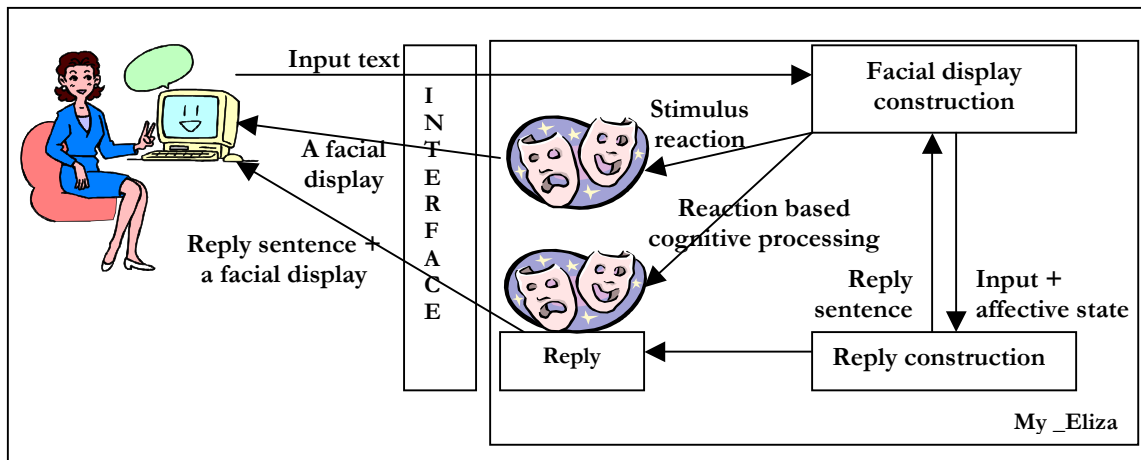 Input text
Facial display
construction
I
N
T
E
R
F
A
C
E
Stimulus
reaction
A facial
display
Reaction based
cognitive processing
Reply sentence +
a facial display
Reply
sentence
Input +
affective state
Reply
Reply construction
My _Eliza